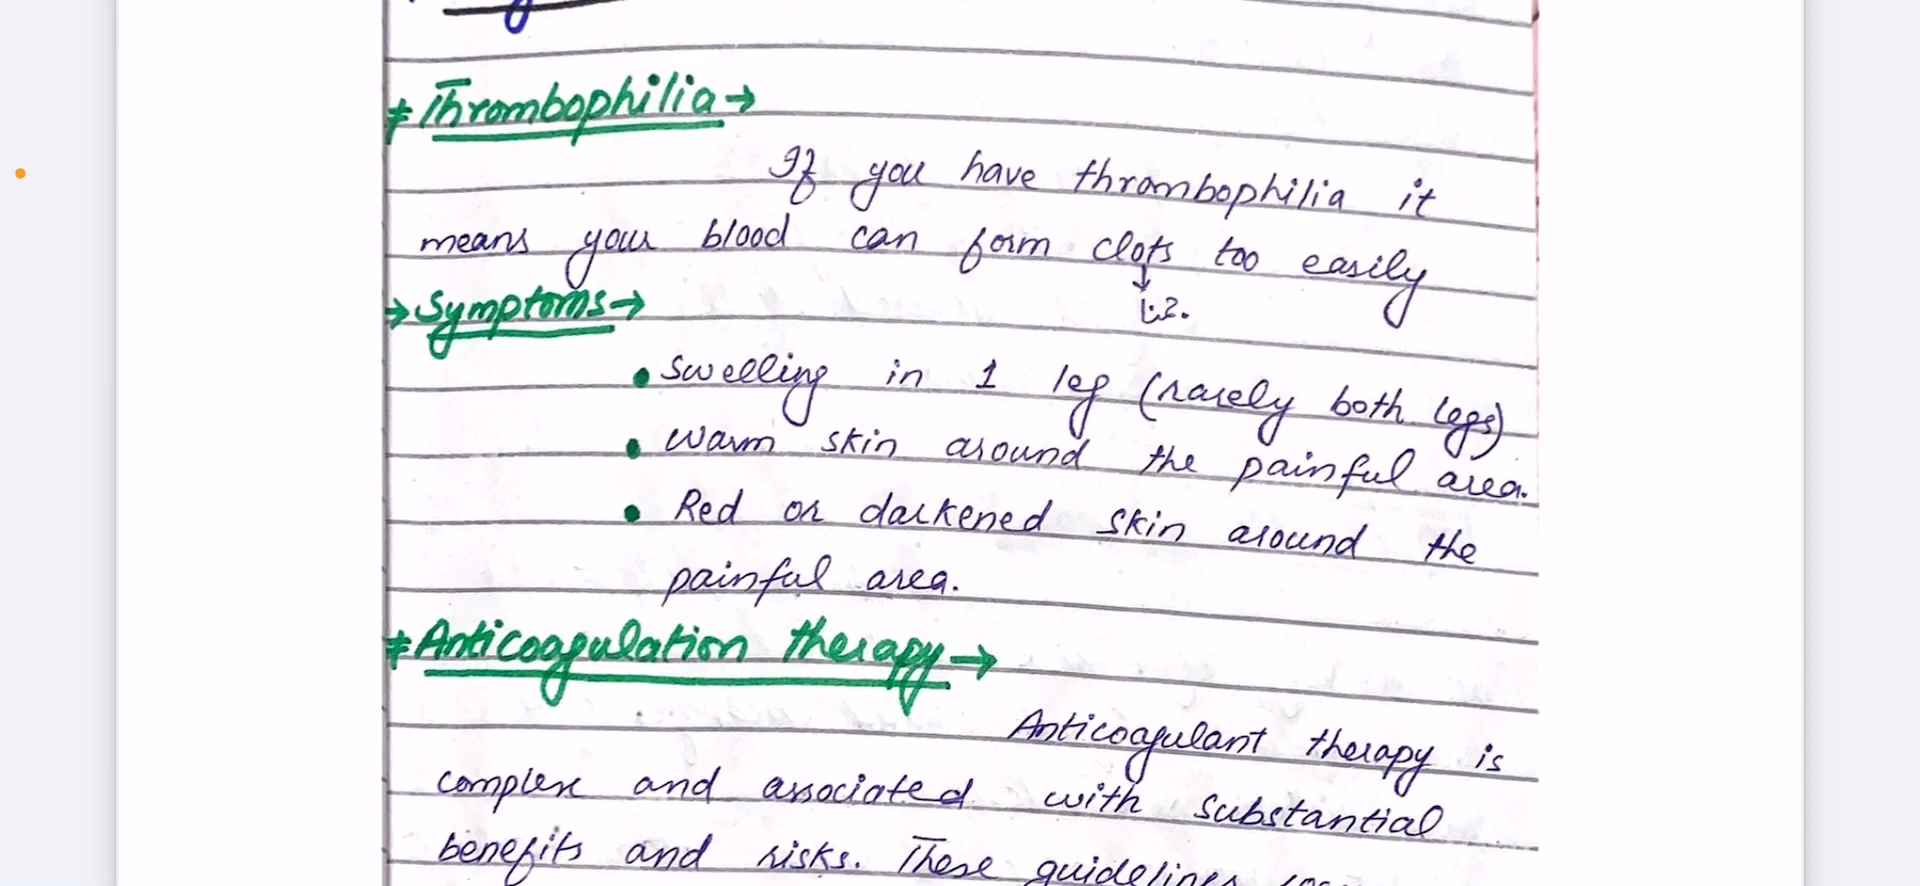 * Thrombophilia →
If you have thrombophilia it
means your blood can form clots too easily
→ Symptoms →
↓
• Swelling in 1 leg (rarely both legs)
• warm skin around the painful area.
• Red or darkened skin around the
painful area.
* Anticoagulation therapy →
Anticoagulant therapy is
complex and associated with substantial
benefits and risks. These guidelines